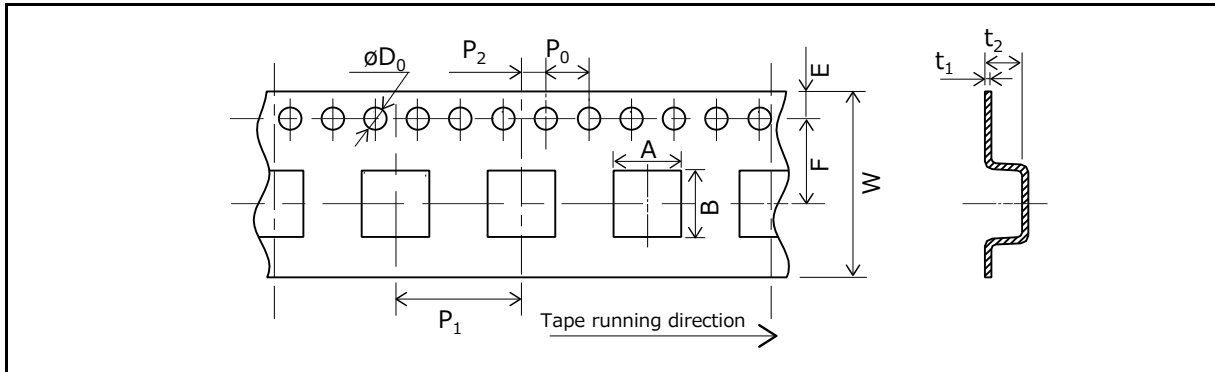 øD0
P2
P0
E
t1
t2
A
B
F
W
P1
Tape running direction